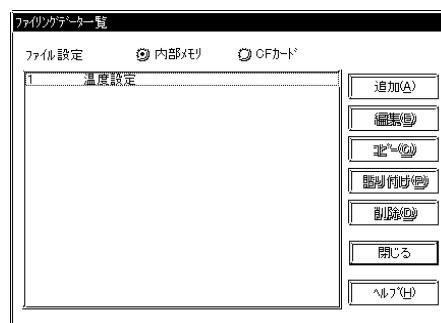 ﾌｧｲﾘﾝｸﾞﾃﾞｰﾀ一覧
ﾌｧｲﾙ設定 内部ﾒﾓﾘ CFｶｰﾄﾞ
1 温度設定
追加(A)
編集(E)
ｺﾋﾟｰ(C)
貼り付け(P)
削除(D)
閉じる
ﾍﾙﾌﾟ(H)